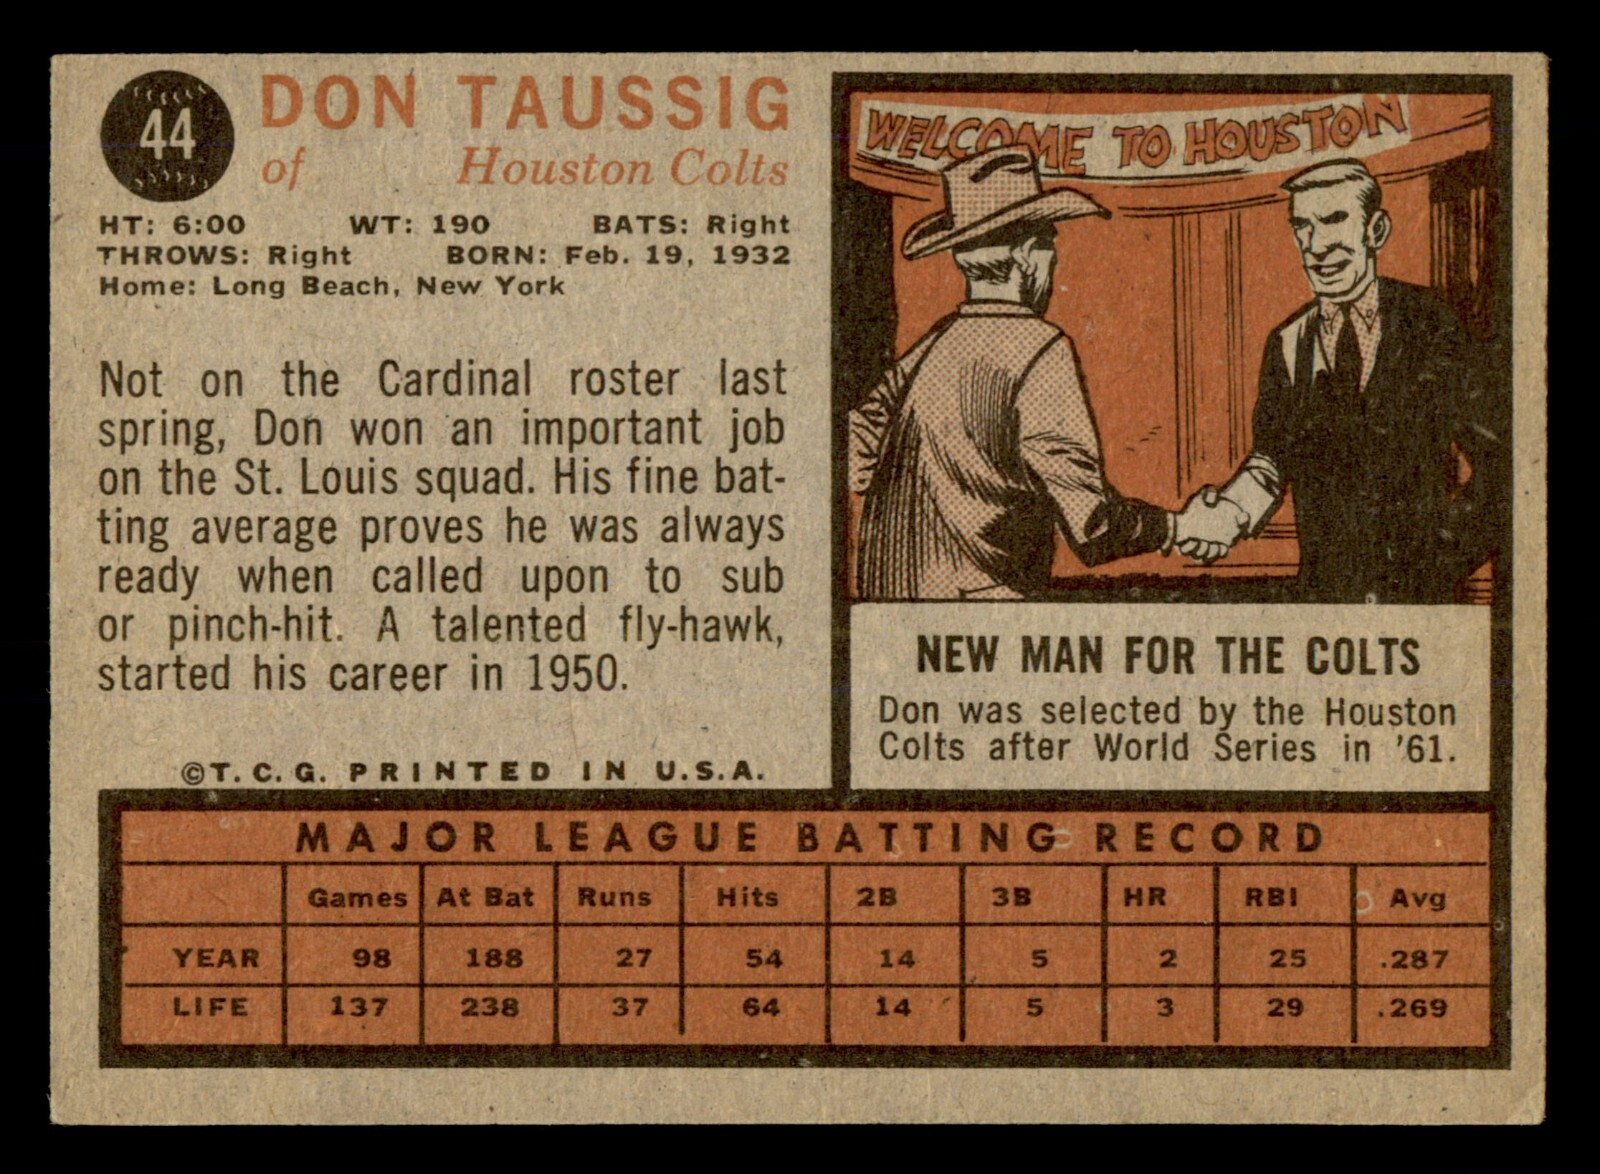 44
DON TAUSSIG
of Houston Colts
HT: 6:00 WT: 190 BATS: Right
THROWS: Right BORN: Feb. 19, 1932
Home: Long Beach, New York
Not on the Cardinal roster last
spring, Don won an important job
on the St. Louis squad. His fine bat-
ting average proves he was always
ready when called upon to sub
or pinch-hit. A talented fly-hawk,
started his career in 1950.
©T.C.G. PRINTED IN U.S.A.
WELCOME TO HOUSTON
NEW MAN FOR THE COLTS
Don was selected by the Houston
Colts after World Series in '61.
MAJOR LEAGUE BATTING RECORD
Games At Bat Runs Hits 2B 3B HR RBI Avg
YEAR 98 188 27 54 14 5 2 25 .287
LIFE 137 238 37 64 14 5 3 29 .269